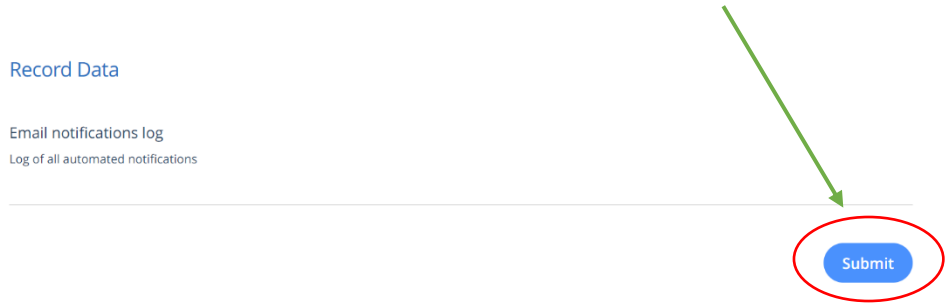 Record Data
Email notifications log
Log of all automated notifications
Submit